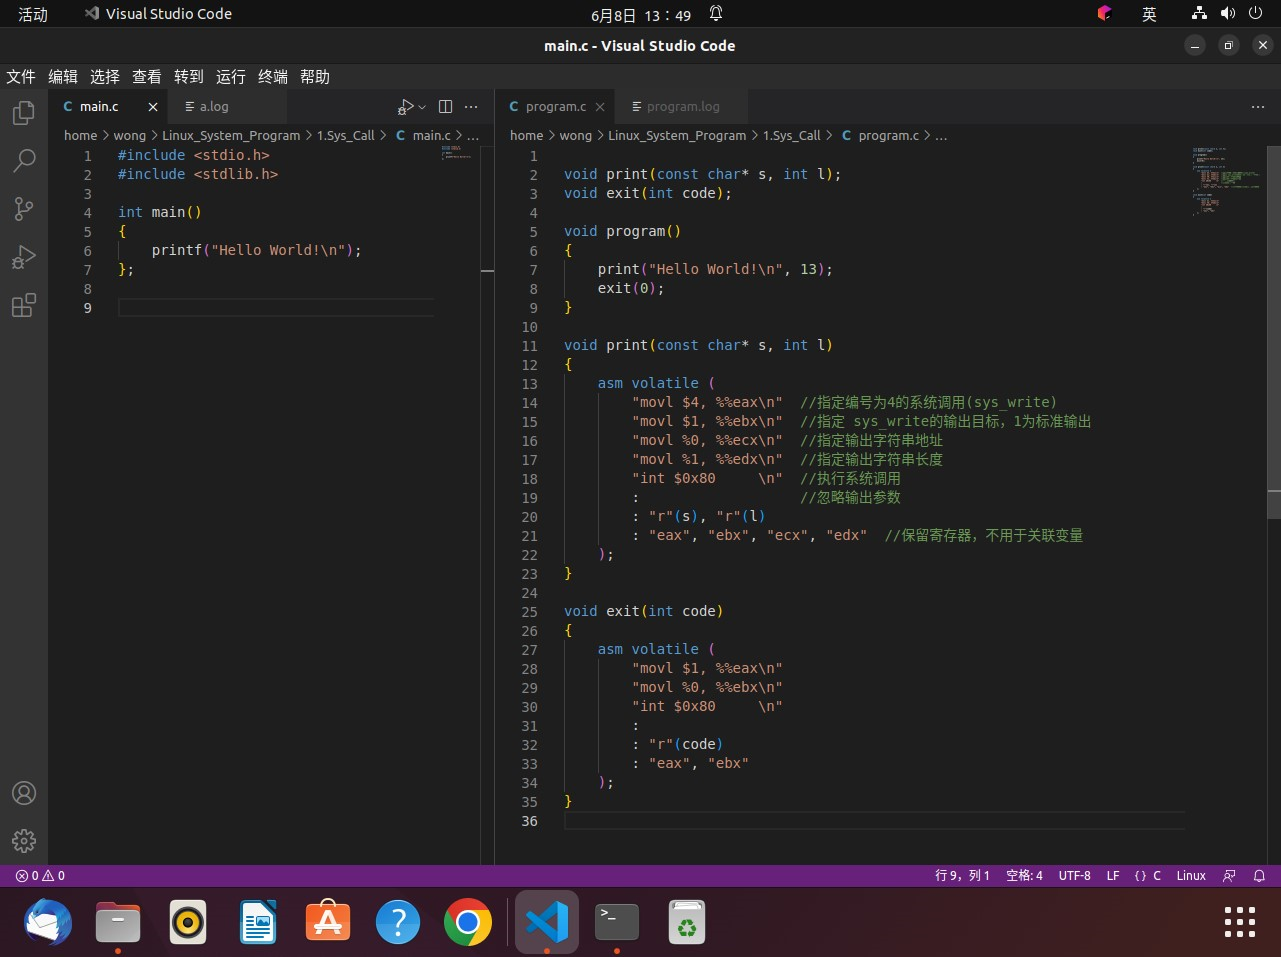 活动
Visual Studio Code
6月8日 13：49
英
main.c - Visual Studio Code
文件 编辑 选择 查看 转到 运行 终端 帮助
C main.c
a.log
home > wong > Linux_System_Program > 1.Sys_Call > C main.c > ...
1 #include <stdio.h>
2 #include <stdlib.h>
3
4 int main()
5 {
6     printf("Hello World!\n");
7 };
8
9
C program.c
program.log
home > wong > Linux_System_Program > 1.Sys_Call > C program.c > ...
1
2 void print(const char* s, int l);
3 void exit(int code);
4
5 void program()
6 {
7     print("Hello World!\n", 13);
8     exit(0);
9 }
10
11 void print(const char* s, int l)
12 {
13     asm volatile (
14         "movl $4, %%eax\n"  //指定编号为4的系统调用(sys_write)
15         "movl $1, %%ebx\n"  //指定 sys_write的输出目标，1为标准输出
16         "movl %0, %%ecx\n"  //指定输出字符串地址
17         "movl %1, %%edx\n"  //指定输出字符串长度
18         "int $0x80     \n"  //执行系统调用
19         :                   //忽略输出参数
20         : "r"(s), "r"(l)
21         : "eax", "ebx", "ecx", "edx"  //保留寄存器，不用于关联变量
22     );
23 }
24
25 void exit(int code)
26 {
27     asm volatile (
28         "movl $1, %%eax\n"
29         "movl %0, %%ebx\n"
30         "int $0x80     \n"
31         :
32         : "r"(code)
33         : "eax", "ebx"
34     );
35 }
36
0 0
行 9，列 1 空格: 4 UTF-8 LF {} C Linux